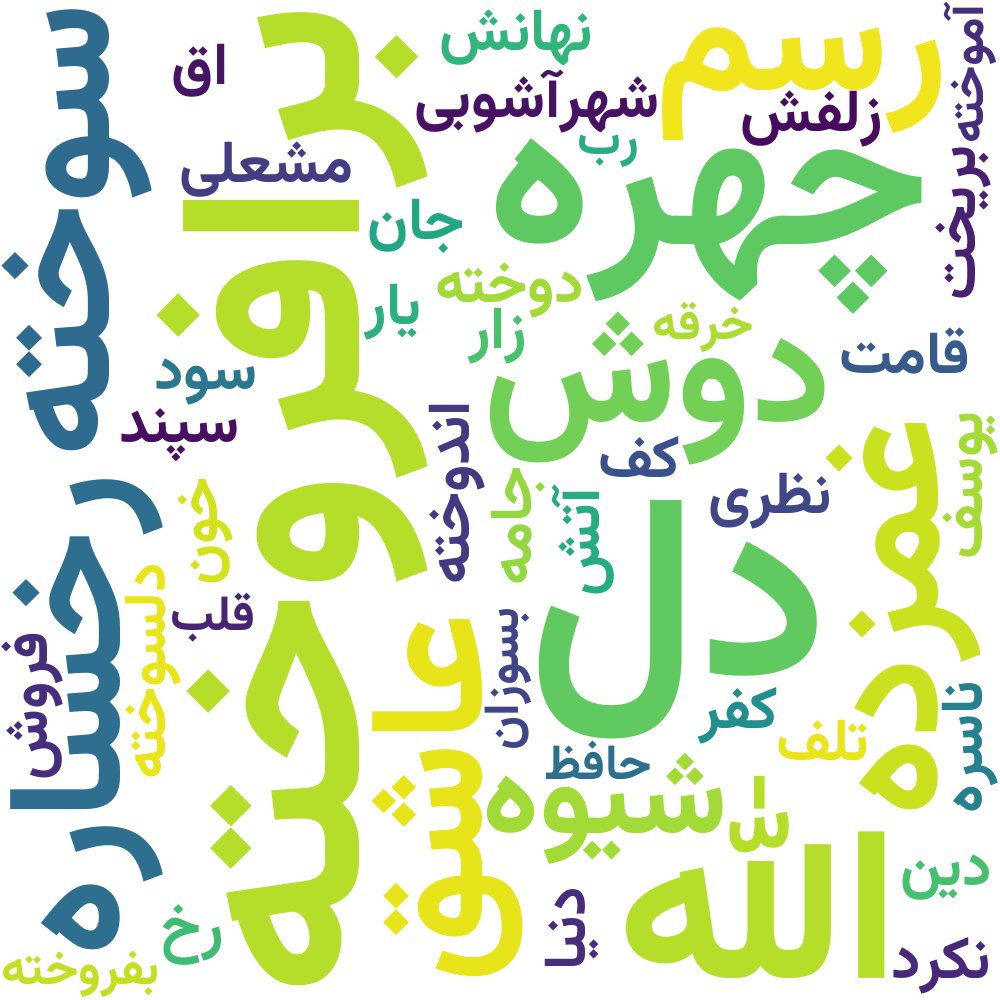 نهانش
رسم
آموخته
اق
شهرآشوبی
زلفش
سوخته
برافروخته
رب
مشعلی
چهره
بریخت
جان
دوخته
یار
زار
خرقه
دوش
قامت
سود
سپند
اندوخته
کف
غمزده
یوسف
رخساره
خون
جامه
آتش
نظری
دل
دلسوخته
قلب
فروش
عاشق
بسوزان
کفر
تلف
ناسره
حافظ
شیوه
الله
دین
رخ
دنیا
نکرد
بفروخته